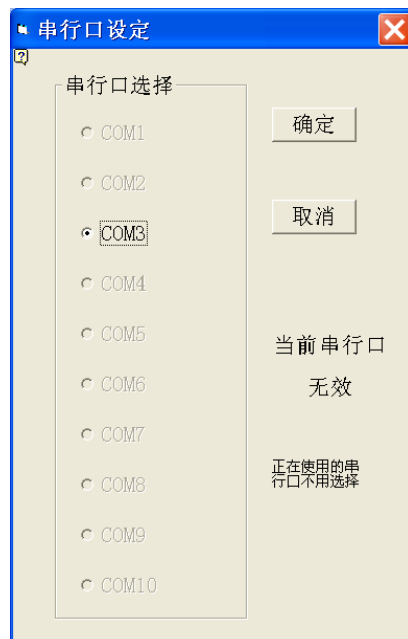 串行口设定
串行口选择
COM1
COM2
COM3
COM4
COM5
COM6
COM7
COM8
COM9
COM10
确定
取消
当前串行口
无效
正在使用的串
行口不用选择